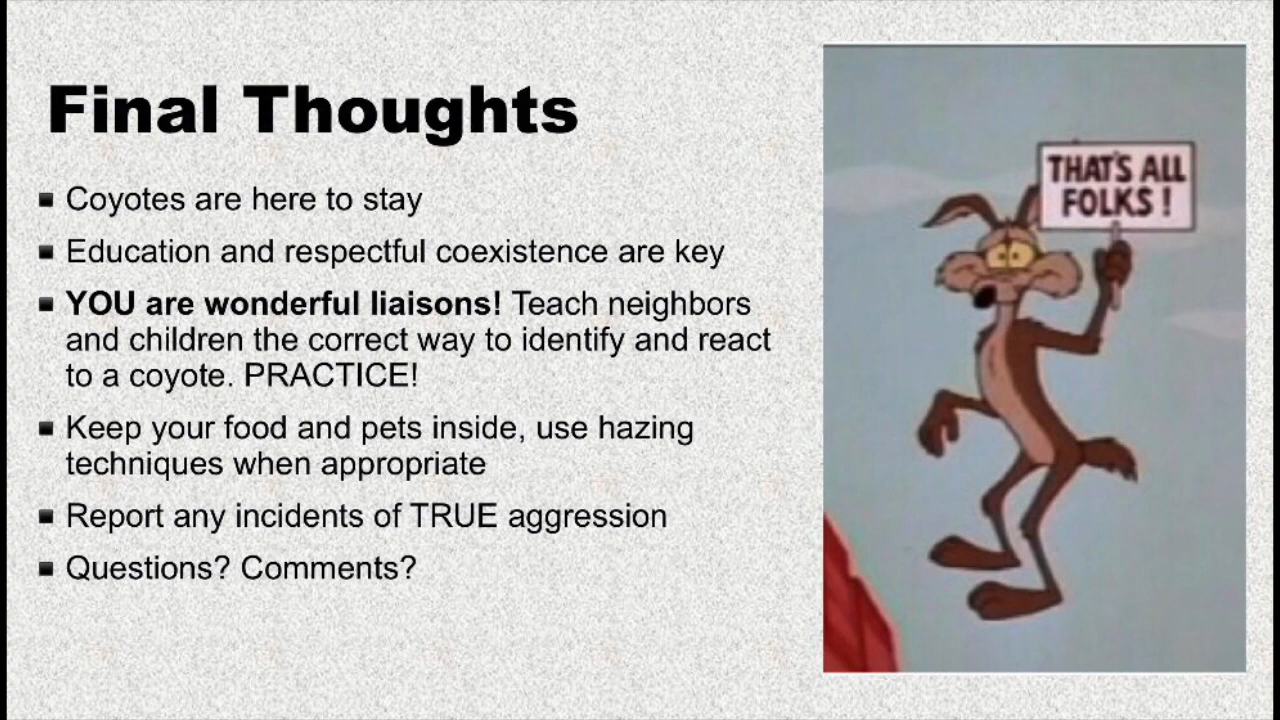 Final Thoughts
Coyotes are here to stay
Education and respectful coexistence are key
YOU are wonderful liaisons! Teach neighbors
and children the correct way to identify and react
to a coyote. PRACTICE!
Keep your food and pets inside, use hazing
techniques when appropriate
Report any incidents of TRUE aggression
Questions? Comments?
THAT'S ALL
FOLKS !